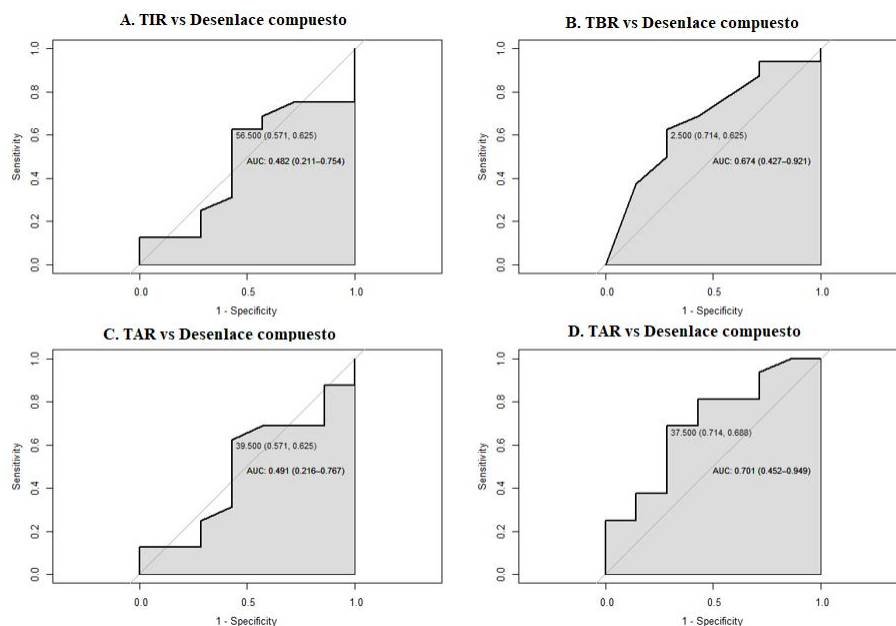 A. TIR vs Desenlace compuesto
Sensitivity
1.0
0.8
0.6
0.4
0.2
0.0
56.500 (0.571, 0.625)
AUC: 0.482 (0.211–0.754)
0.0 0.5 1.0
1 - Specificity
B. TBR vs Desenlace compuesto
Sensitivity
1.0
0.8
0.6
0.4
0.2
0.0
2.500 (0.714, 0.625)
AUC: 0.674 (0.427–0.921)
0.0 0.5 1.0
1 - Specificity
C. TAR vs Desenlace compuesto
Sensitivity
1.0
0.8
0.6
0.4
0.2
0.0
39.500 (0.571, 0.625)
AUC: 0.491 (0.216–0.767)
0.0 0.5 1.0
1 - Specificity
D. TAR vs Desenlace compuesto
Sensitivity
1.0
0.8
0.6
0.4
0.2
0.0
37.500 (0.714, 0.688)
AUC: 0.701 (0.452–0.949)
0.0 0.5 1.0
1 - Specificity